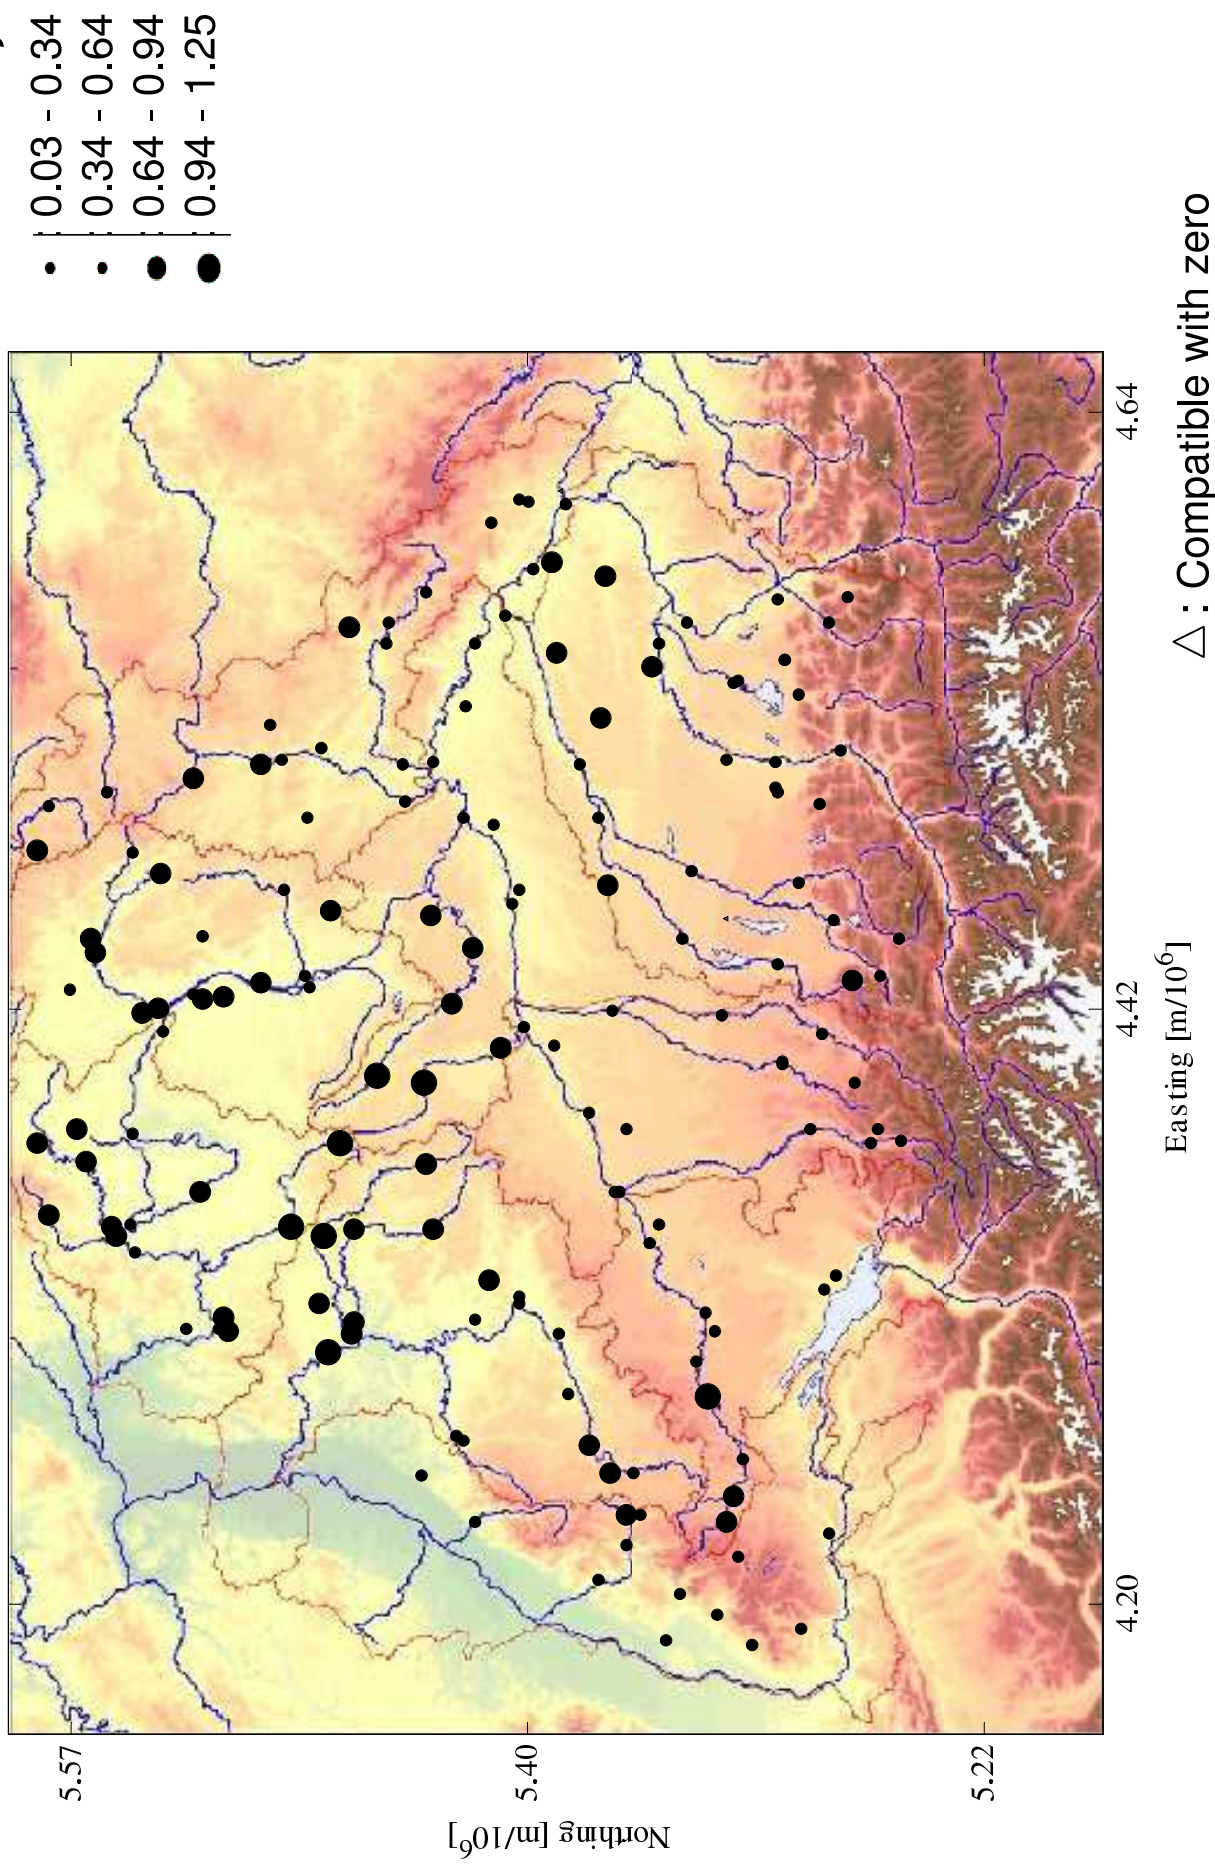 : 0.03 - 0.34
: 0.34 - 0.64
: 0.64 - 0.94
: 0.94 - 1.25
5.57
5.40
5.22
Northing [m/10⁶]
4.20
4.42
4.64
Easting [m/10⁶]
△ : Compatible with zero